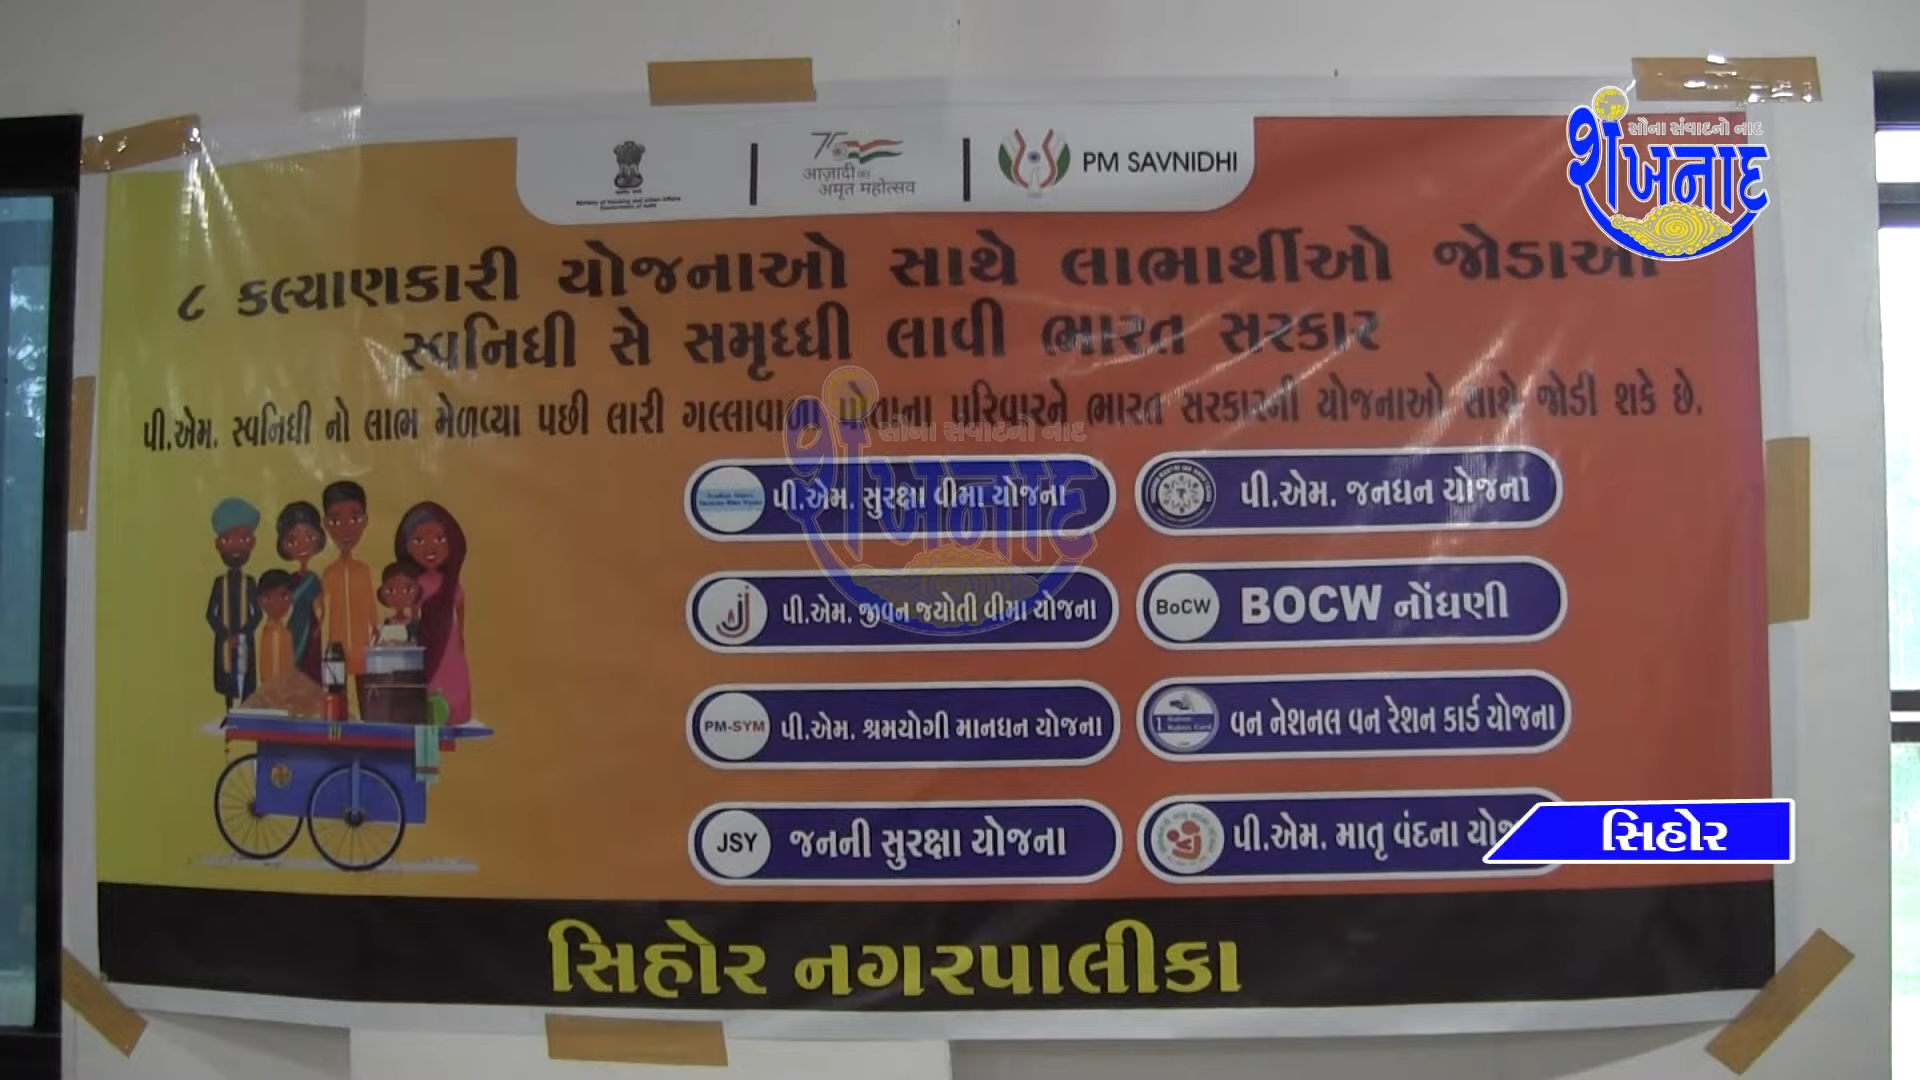 સૌના સંવાદનો નાદ
શંખનાદ
75
आज़ादी का
अमृत महोत्सव
PM SAVNIDHI
૮ કલ્યાણકારી યોજનાઓ સાથે લાભાર્થીઓ જોડાઓ
સ્વનિધી સે સમૃધ્ધી લાવી ભારત સરકાર
પી.એમ. સ્વનિધી નો લાભ મેળવ્યા પછી લારી ગલ્લાવાળા પોતાના પરિવારને ભારત સરકારની યોજનાઓ સાથે જોડી શકે છે.
સૌના સંવાદનો નાદ
શંખનાદ
પી.એમ. સુરક્ષા વીમા યોજના
પી.એમ. જનધન યોજના
પી.એમ. જીવન જયોતી વીમા યોજના
BoCW BOCW નોંધણી
PM-SYM પી.એમ. શ્રમયોગી માનધન યોજના
વન નેશનલ વન રેશન કાર્ડ યોજના
JSY જનની સુરક્ષા યોજના
પી.એમ. માતૃ વંદના
સિહોર
સિહોર નગરપાલીકા